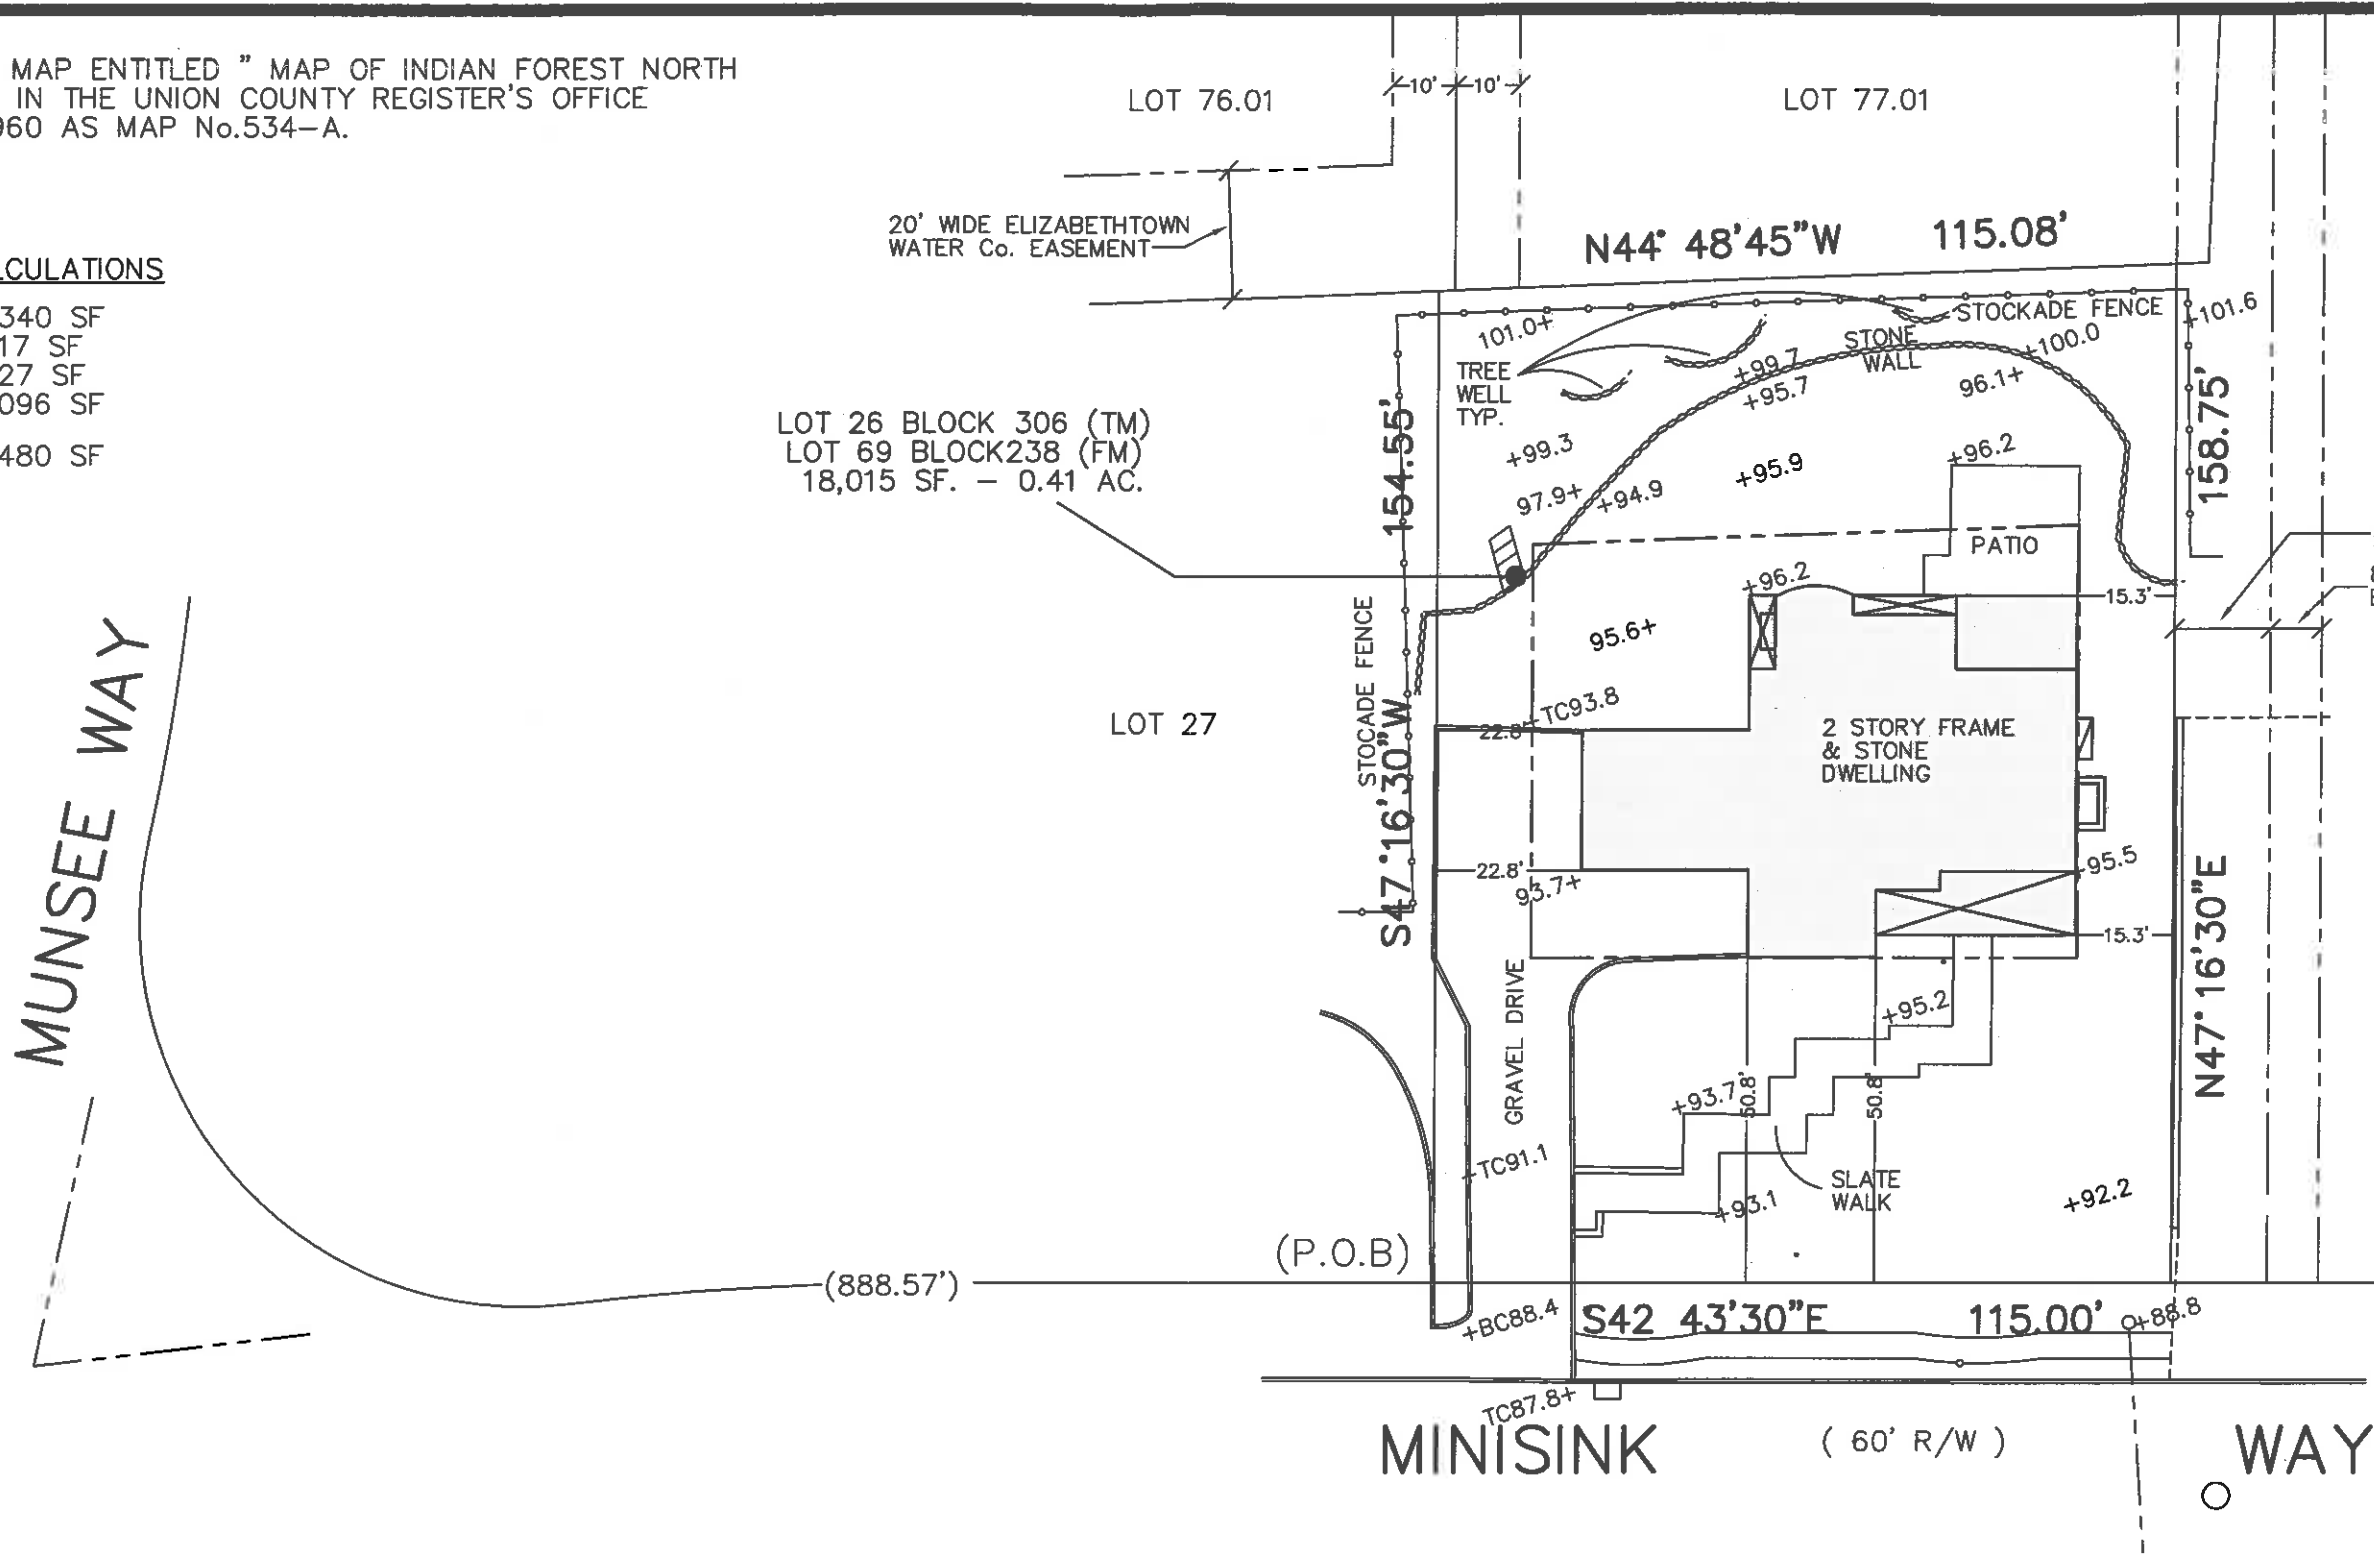 MAP ENTITLED " MAP OF INDIAN FOREST NORTH
IN THE UNION COUNTY REGISTER'S OFFICE
960 AS MAP No.534-A.
LCULATIONS
340 SF
17 SF
27 SF
096 SF
480 SF
LOT 76.01
10' 10'
LOT 77.01
20' WIDE ELIZABETHTOWN
WATER Co. EASEMENT
N44° 48'45"W 115.08'
STOCKADE FENCE
+101.6
101.0+
STONE
WALL
+100.0
TREE
WELL
TYP.
+99.7
+95.7
96.1+
158.75'
LOT 26 BLOCK 306 (TM)
LOT 69 BLOCK238 (FM)
18,015 SF. - 0.41 AC.
154.55'
+99.3
+96.2
+95.9
97.9+
+94.9
PATIO
+96.2
15.3'
95.6+
STOCADE FENCE
S47°16'30"W
+TC93.8
22.8'
LOT 27
2 STORY FRAME
& STONE
DWELLING
MUNSEE WAY
22.8'
93.7+
+95.5
15.3'
N47° 16'30"E
GRAVEL DRIVE
+95.2
+93.7
50.8'
50.8'
+TC91.1
SLATE
WALK
+93.1
+92.2
(P.O.B)
(888.57')
+BC88.4
S42 43'30"E 115.00'
+88.8
TC87.8+
MINISINK ( 60' R/W ) WAY